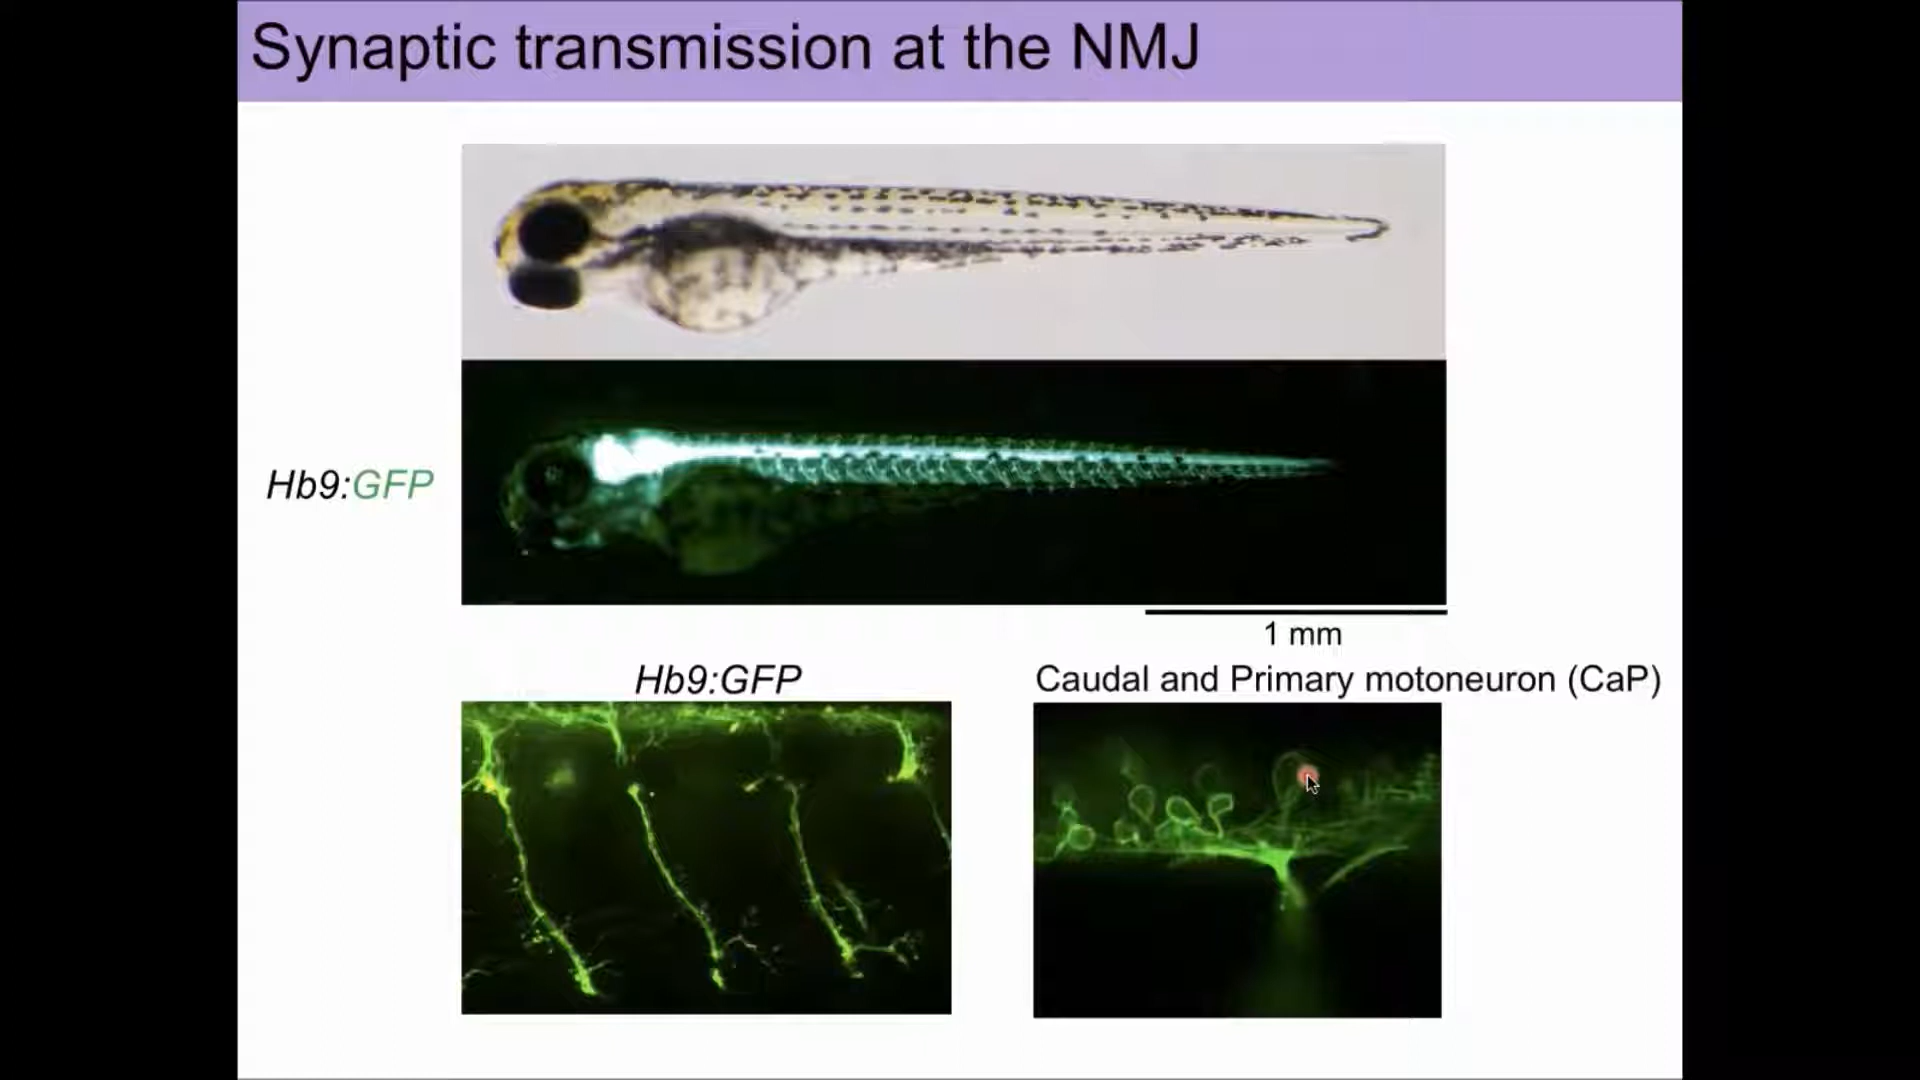 Synaptic transmission at the NMJ
Hb9:GFP
1 mm
Hb9:GFP
Caudal and Primary motoneuron (CaP)